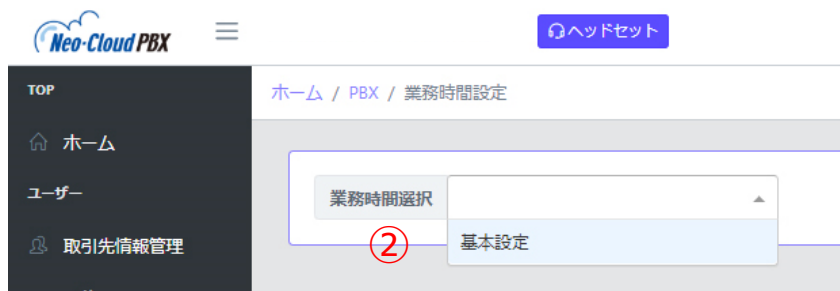 Neo-Cloud PBX
ヘッドセット
TOP
ホーム / PBX / 業務時間設定
ホーム
ユーザー
業務時間選択
②
基本設定
取引先情報管理